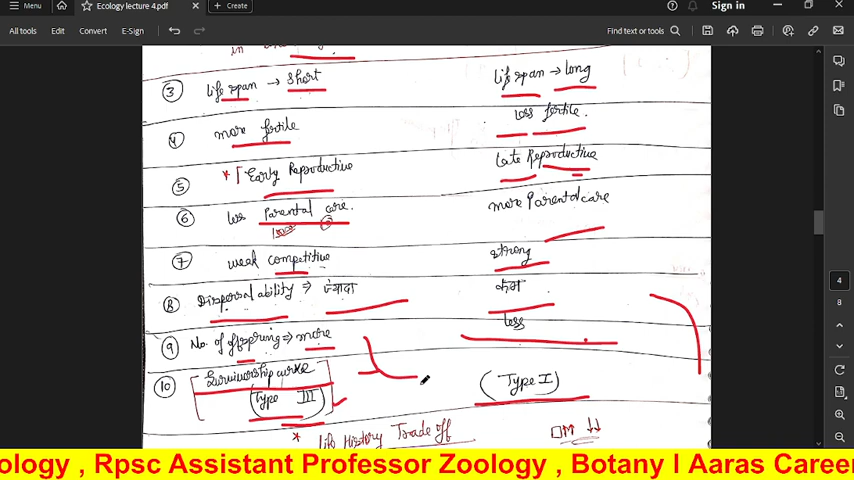 Menu
Ecology lecture 4.pdf
Create
Sign in
All tools
Edit
Convert
E-Sign
Find text or tools
in
3 life span → short
life span → long
4 more fertile
less fertile.
5 * Early Reproductive
Late Reproductive
6 less Parental care.
more Parental care
7 weak competitive
strong
8 Dispersal ability ⇒ ज्यादा
कम
less
9 No. of offspring ⇒ more
10 Survivorship curve
(Type III)
(Type I)
* life History Trade off
4
8
ology , Rpsc Assistant Professor Zoology , Botany I Aaras Caree